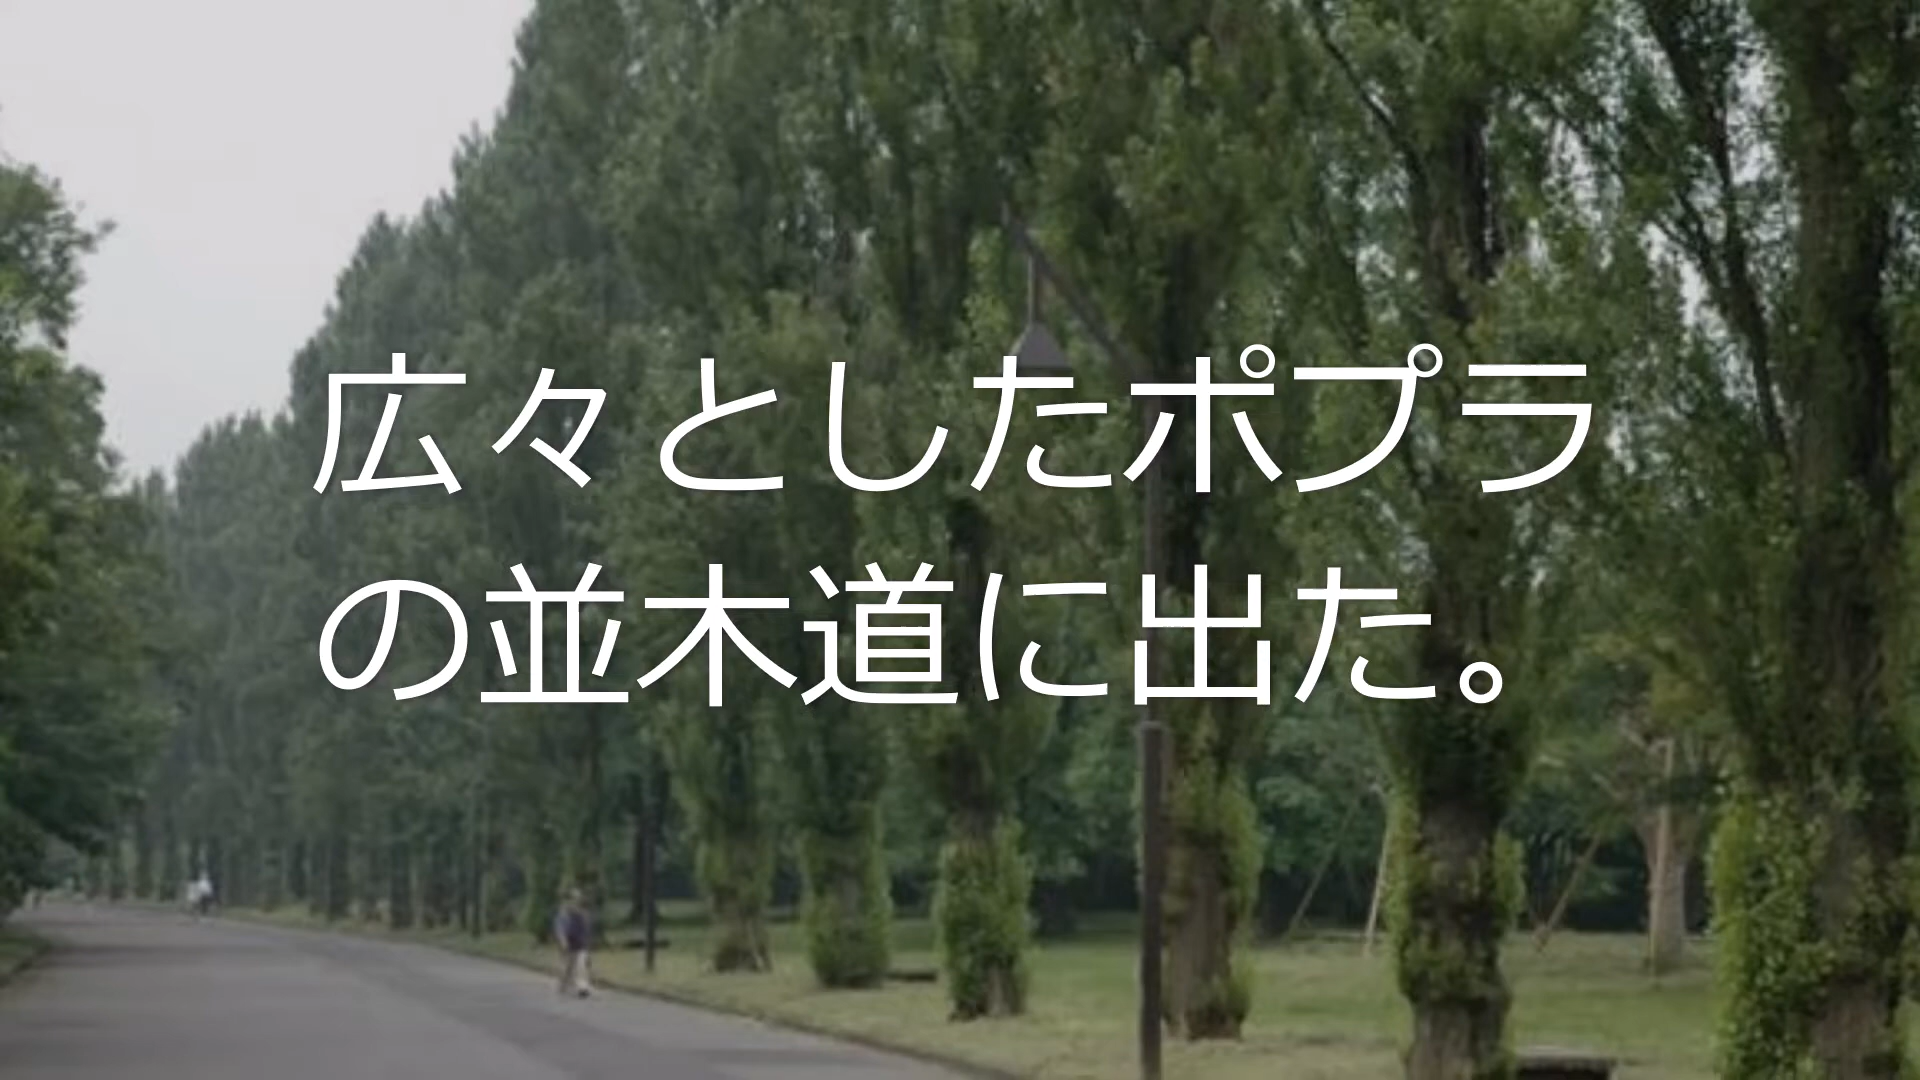 広々としたポプラ
の並木道に出た。